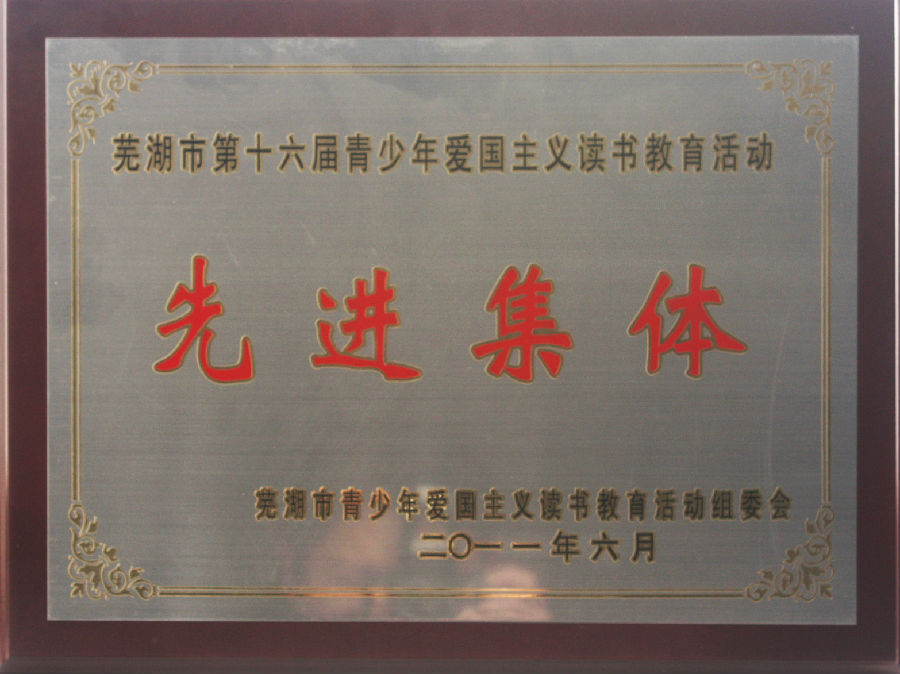 芜湖市第十六届青少年爱国主义读书教育活动
先进集体
芜湖市青少年爱国主义读书教育活动组委会
二〇一一年六月